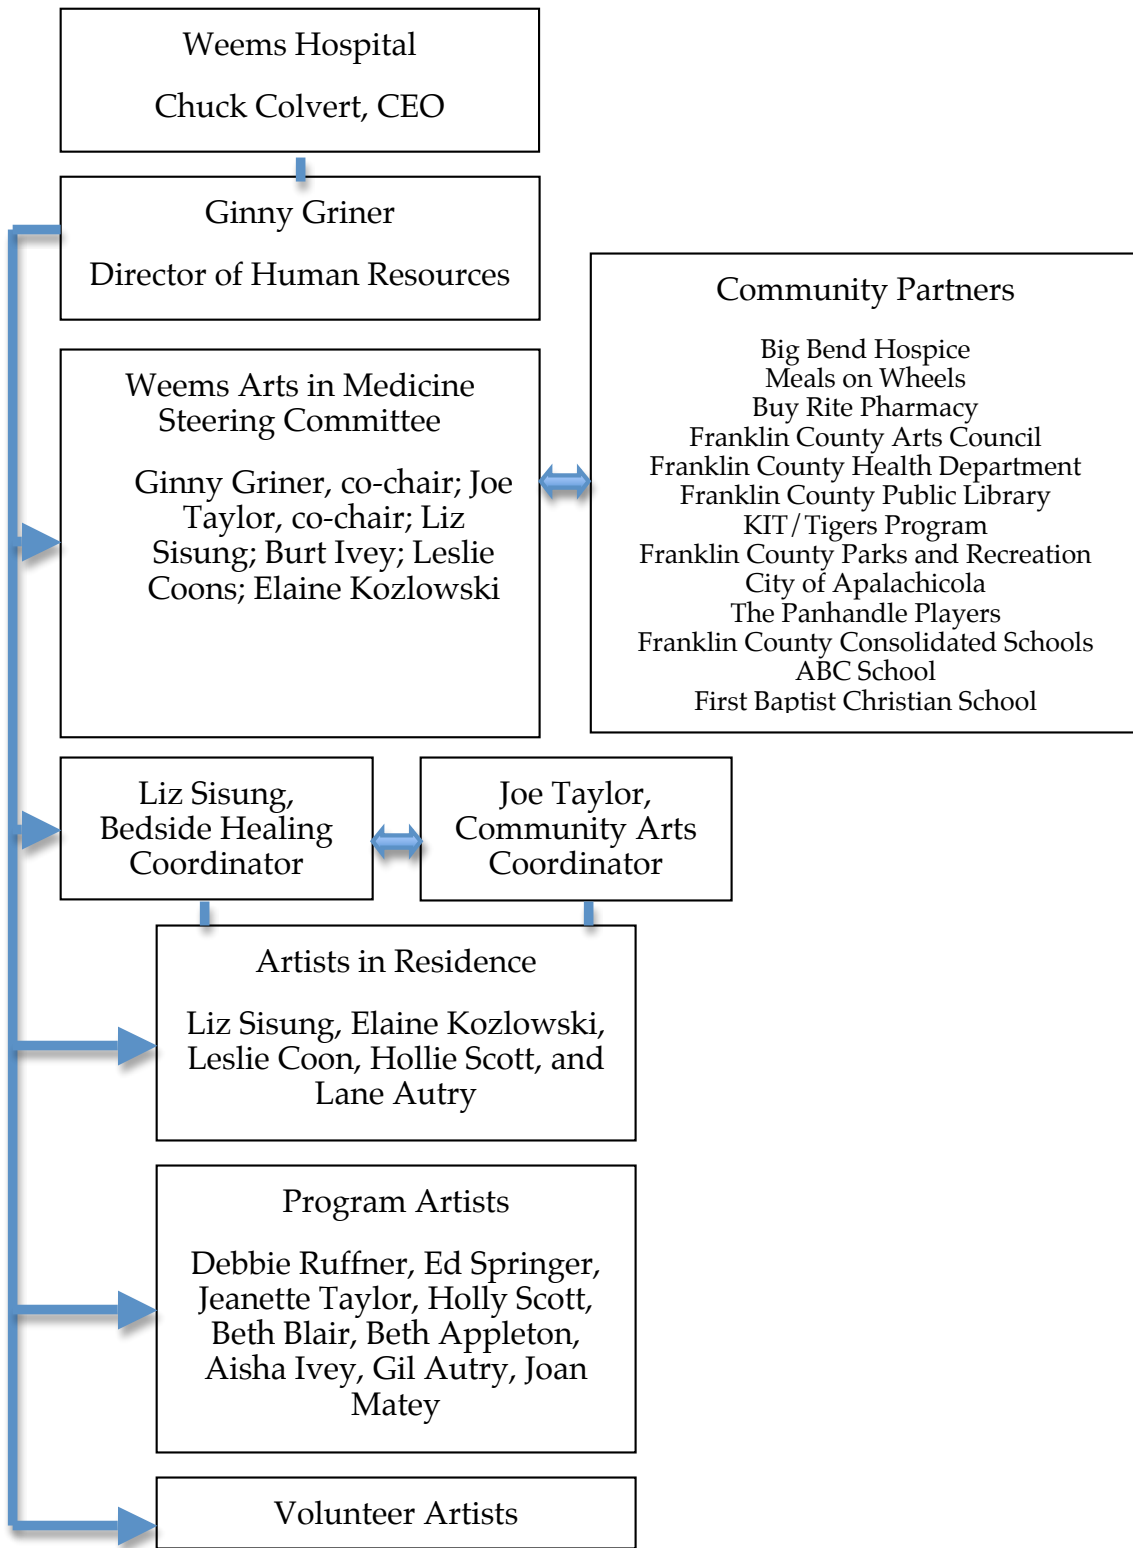 Weems Hospital
Chuck Colvert, CEO
Ginny Griner
Director of Human Resources
Weems Arts in Medicine
Steering Committee
Ginny Griner, co-chair; Joe
Taylor, co-chair; Liz
Sisung; Burt Ivey; Leslie
Coons; Elaine Kozlowski
Community Partners
Big Bend Hospice
Meals on Wheels
Buy Rite Pharmacy
Franklin County Arts Council
Franklin County Health Department
Franklin County Public Library
KIT/Tigers Program
Franklin County Parks and Recreation
City of Apalachicola
The Panhandle Players
Franklin County Consolidated Schools
ABC School
First Baptist Christian School
Liz Sisung,
Bedside Healing
Coordinator
Joe Taylor,
Community Arts
Coordinator
Artists in Residence
Liz Sisung, Elaine Kozlowski,
Leslie Coon, Hollie Scott, and
Lane Autry
Program Artists
Debbie Ruffner, Ed Springer,
Jeanette Taylor, Holly Scott,
Beth Blair, Beth Appleton,
Aisha Ivey, Gil Autry, Joan
Matey
Volunteer Artists